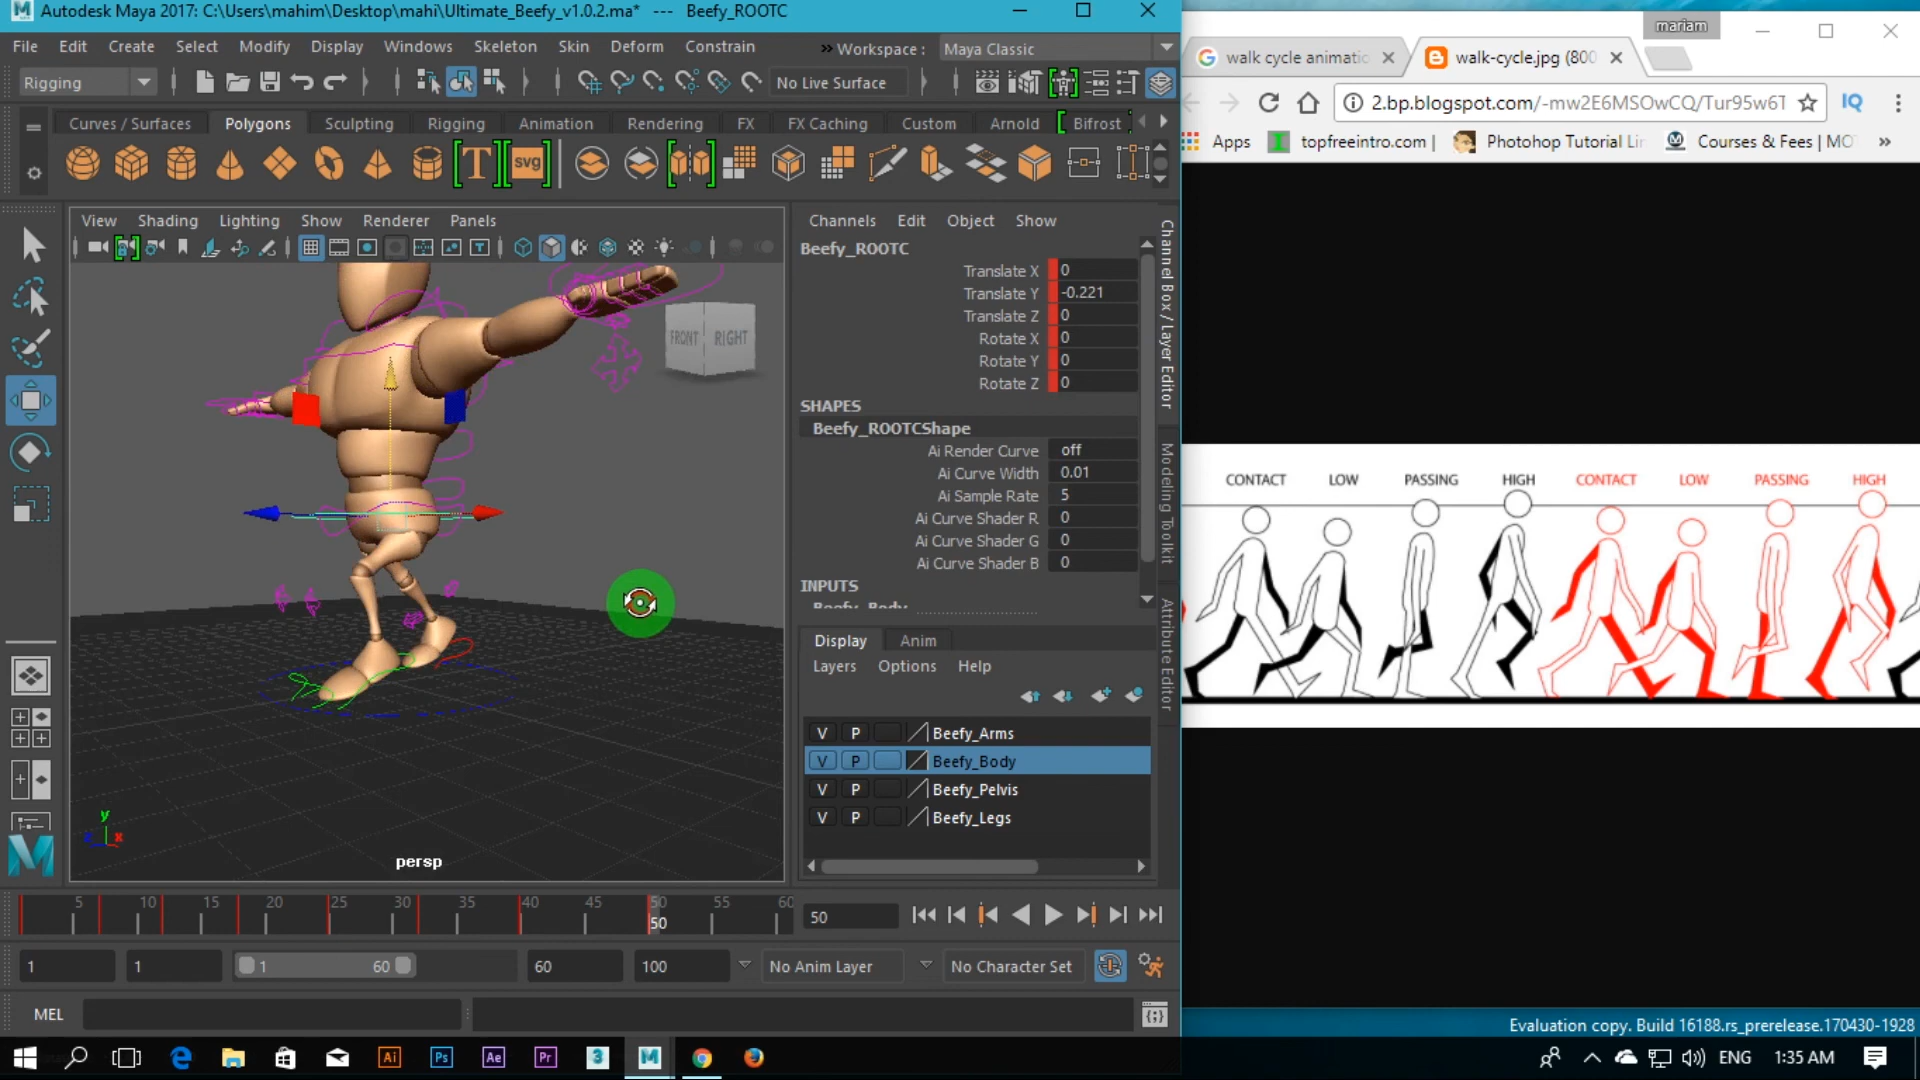 Autodesk Maya 2017: C:\Users\mahim\Desktop\mahi\Ultimate_Beefy_v1.0.2.ma* --- Beefy_ROOTC
File Edit Create Select Modify Display Windows Skeleton Skin Deform Constrain » Workspace : Maya Classic
Rigging No Live Surface
Curves / Surfaces Polygons Sculpting Rigging Animation Rendering FX FX Caching Custom Arnold Bifrost
T svg
View Shading Lighting Show Renderer Panels
FRONT RIGHT
persp
y
x
Channels Edit Object Show
Beefy_ROOTC
Translate X 0
Translate Y -0.221
Translate Z 0
Rotate X 0
Rotate Y 0
Rotate Z 0
SHAPES
Beefy_ROOTCShape
Ai Render Curve off
Ai Curve Width 0.01
Ai Sample Rate 5
Ai Curve Shader R 0
Ai Curve Shader G 0
Ai Curve Shader B 0
INPUTS
Beefy_Body
Channel Box / Layer Editor
Modeling Toolkit
Attribute Editor
Display Anim
Layers Options Help
V P Beefy_Arms
V P Beefy_Body
V P Beefy_Pelvis
V P Beefy_Legs
5 10 15 20 25 30 35 40 45 50 55 60
50
50
1 1 1 60 60 100 No Anim Layer No Character Set
MEL
mariam
walk cycle animatic
walk-cycle.jpg (800
2.bp.blogspot.com/-mw2E6MSOwCQ/Tur95w6T
IQ
Apps topfreeintro.com | Photohop Tutorial Lir Courses & Fees | MO »
CONTACT LOW PASSING HIGH CONTACT LOW PASSING HIGH
Evaluation copy. Build 16188.rs_prerelease.170430-1928
Ai Ps Ae Pr 3 M
ENG 1:35 AM